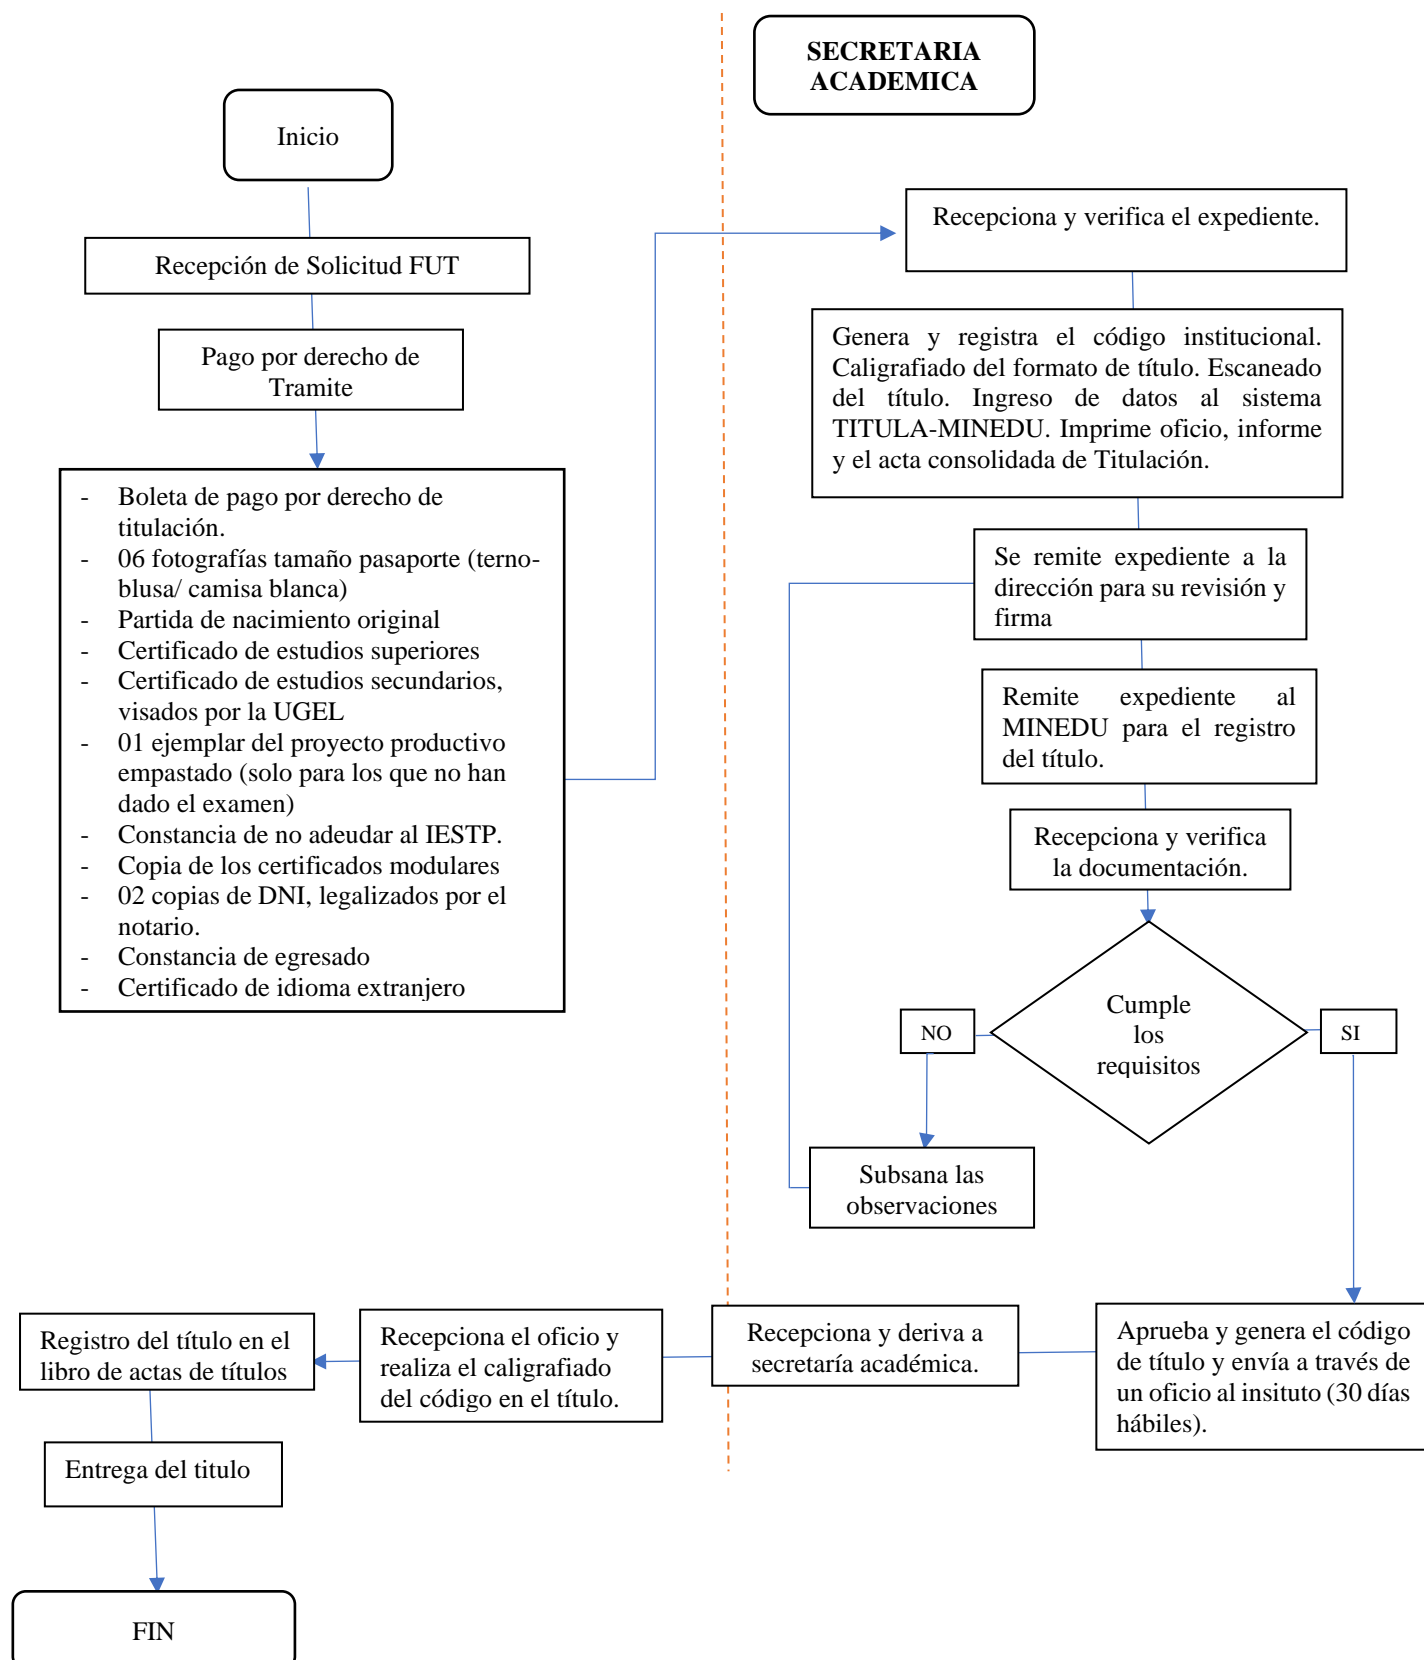 SECRETARIA
ACADEMICA
Inicio
Recepción de Solicitud FUT
Pago por derecho de
Tramite
- Boleta de pago por derecho de
titulación.
- 06 fotografías tamaño pasaporte (terno-
blusa/ camisa blanca)
- Partida de nacimiento original
- Certificado de estudios superiores
- Certificado de estudios secundarios,
visados por la UGEL
- 01 ejemplar del proyecto productivo
empastado (solo para los que no han
dado el examen)
- Constancia de no adeudar al IESTP.
- Copia de los certificados modulares
- 02 copias de DNI, legalizados por el
notario.
- Constancia de egresado
- Certificado de idioma extranjero
Recepciona y verifica el expediente.
Genera y registra el código institucional.
Caligrafiado del formato de título. Escaneado
del título. Ingreso de datos al sistema
TITULA-MINEDU. Imprime oficio, informe
y el acta consolidada de Titulación.
Se remite expediente a la
dirección para su revisión y
firma
Remite expediente al
MINEDU para el registro
del título.
Recepciona y verifica
la documentación.
Cumple
los
requisitos
NO
SI
Subsana las
observaciones
Aprueba y genera el código
de título y envía a través de
un oficio al insituto (30 días
hábiles).
Recepciona y deriva a
secretaría académica.
Recepciona el oficio y
realiza el caligrafiado
del código en el título.
Registro del título en el
libro de actas de títulos
Entrega del titulo
FIN